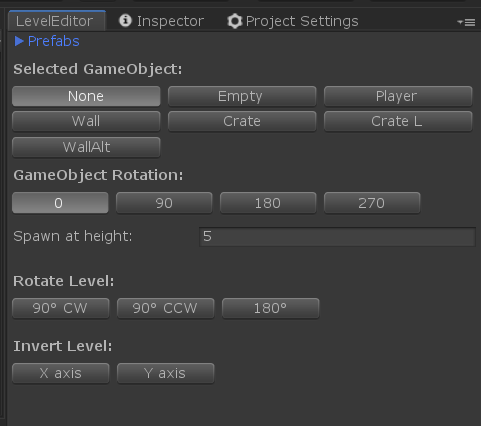 LevelEditor Inspector Project Settings
Prefabs
Selected GameObject:
None Empty Player
Wall Crate Crate L
WallAlt
GameObject Rotation:
0 90 180 270
Spawn at height: 5
Rotate Level:
90° CW 90° CCW 180°
Invert Level:
X axis Y axis